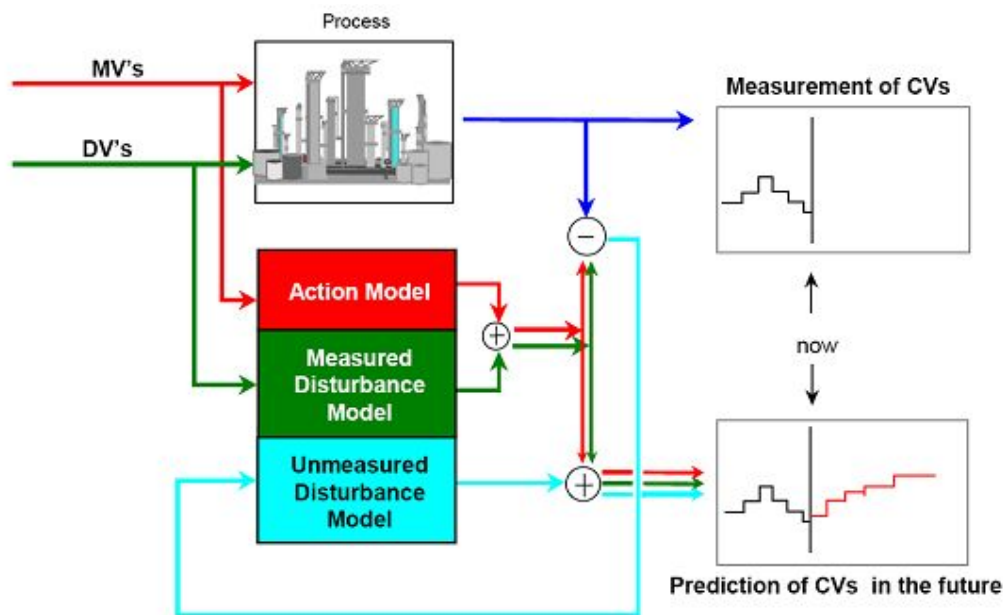 Process
MV's
DV's
Measurement of CVs
Action Model
Measured
Disturbance
Model
Unmeasured
Disturbance
Model
now
Prediction of CVs in the future